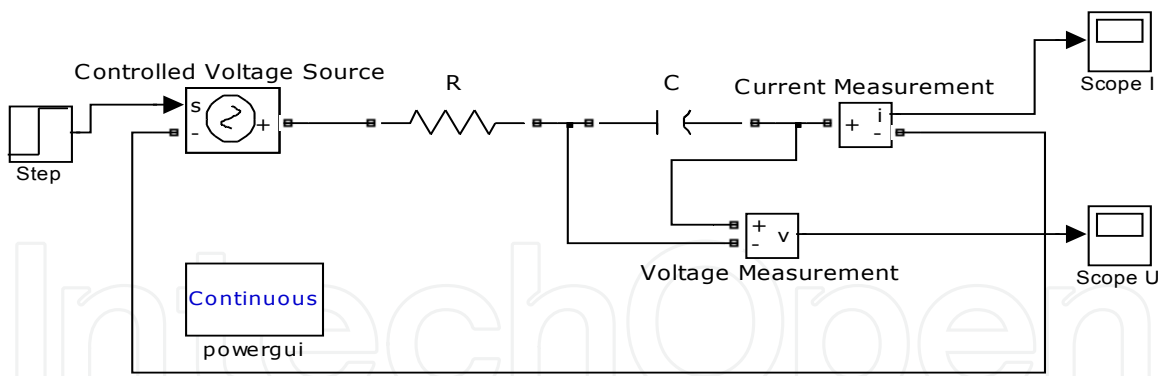 Controlled Voltage Source
R
C
Current Measurement
Scope I
s
-
+
+
i
-
Step
+
-
v
Voltage Measurement
Scope U
Continuous
powergui
IntechOpen